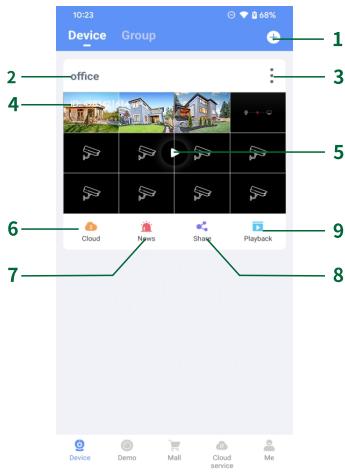 10:23 68%
Device Group
1
2 office 3
4
5
6 Cloud News Share Playback 9
7 8
Device Demo Mall Cloud service Me